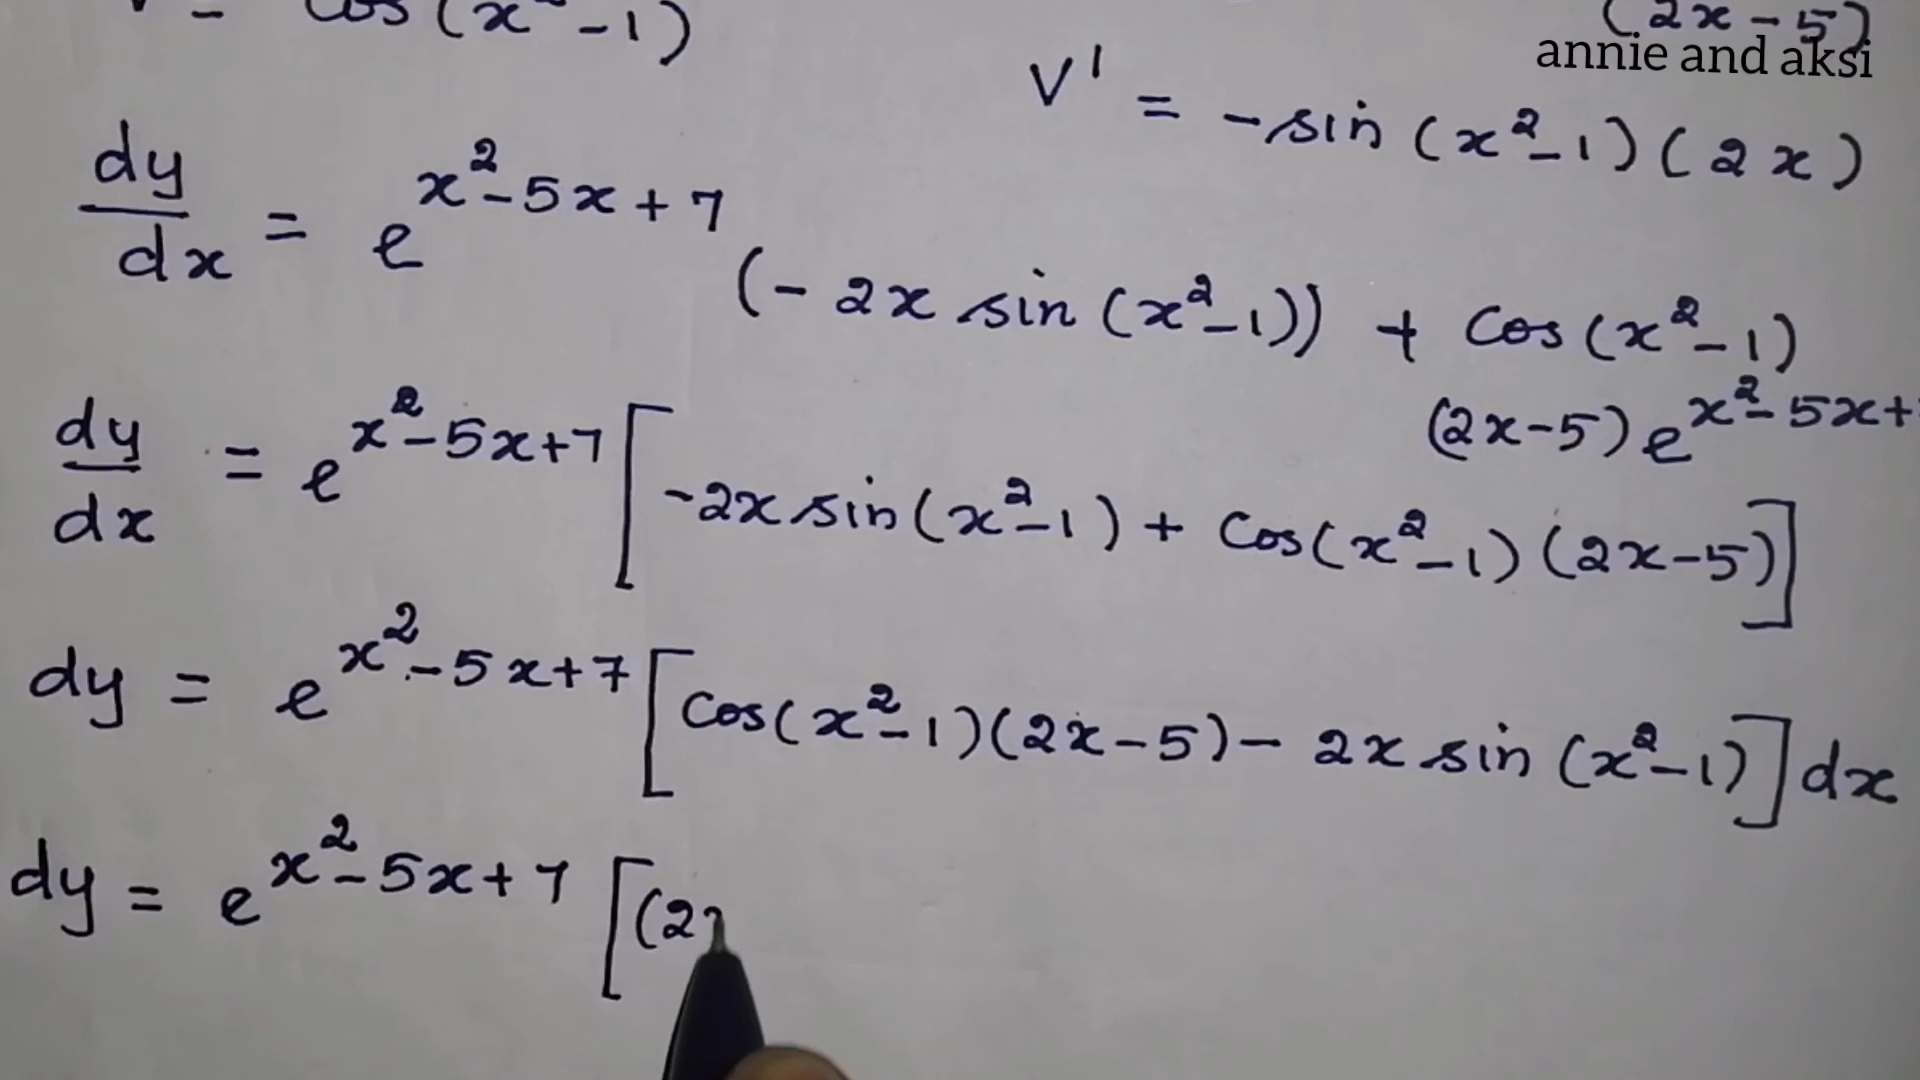 cos(x²-1)
(2x-5)
annie and aksi
V' = -sin(x²-1)(2x)
dy/dx = e^(x²-5x+7) (-2x sin(x²-1)) + cos(x²-1)
(2x-5) e^(x²-5x+
dy/dx = e^(x²-5x+7) [-2x sin(x²-1) + cos(x²-1)(2x-5)]
dy = e^(x²-5x+7) [cos(x²-1)(2x-5) - 2x sin(x²-1)] dx
dy = e^(x²-5x+7) [(2